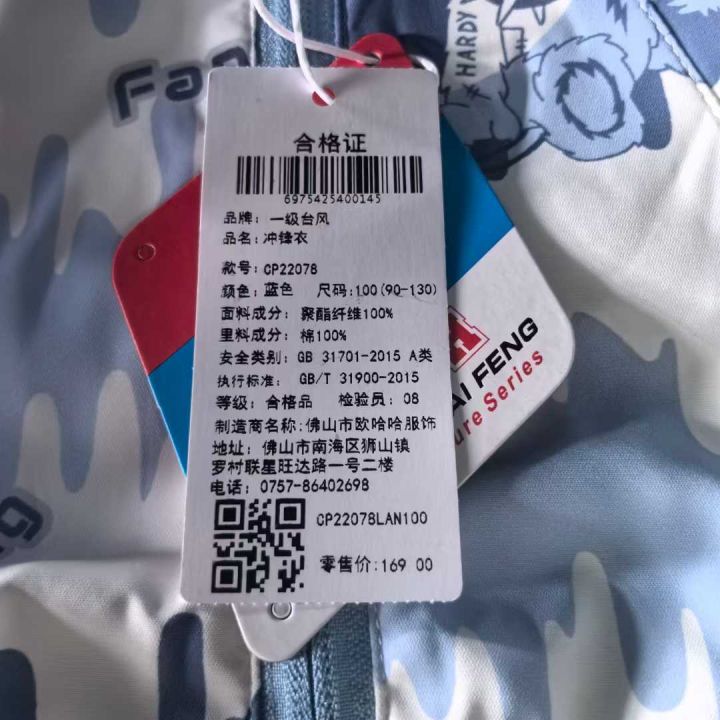 Fan
HARDY
合格证
6975425400145
品牌: 一级台风
品名: 冲锋衣
款号: CP22078
颜色: 蓝色 尺码:100(90-130)
面料成分: 聚酯纤维100%
里料成分: 棉100%
安全类别: GB 31701-2015 A类
执行标准: GB/T 31900-2015
等级: 合格品 检验员: 08
制造商名称:佛山市欧哈哈服饰
地址: 佛山市南海区狮山镇
罗村联星旺达路一号二楼
电话: 0757-86402698
CP22078LAN100
零售价:169 00
AI FENG
ure Series